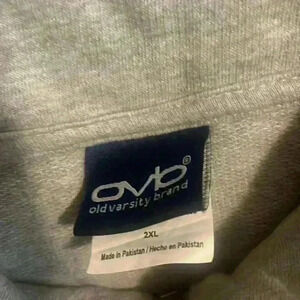 ovb
old varsity brand
2XL
Made in Pakistan / Hecho en Pakistan